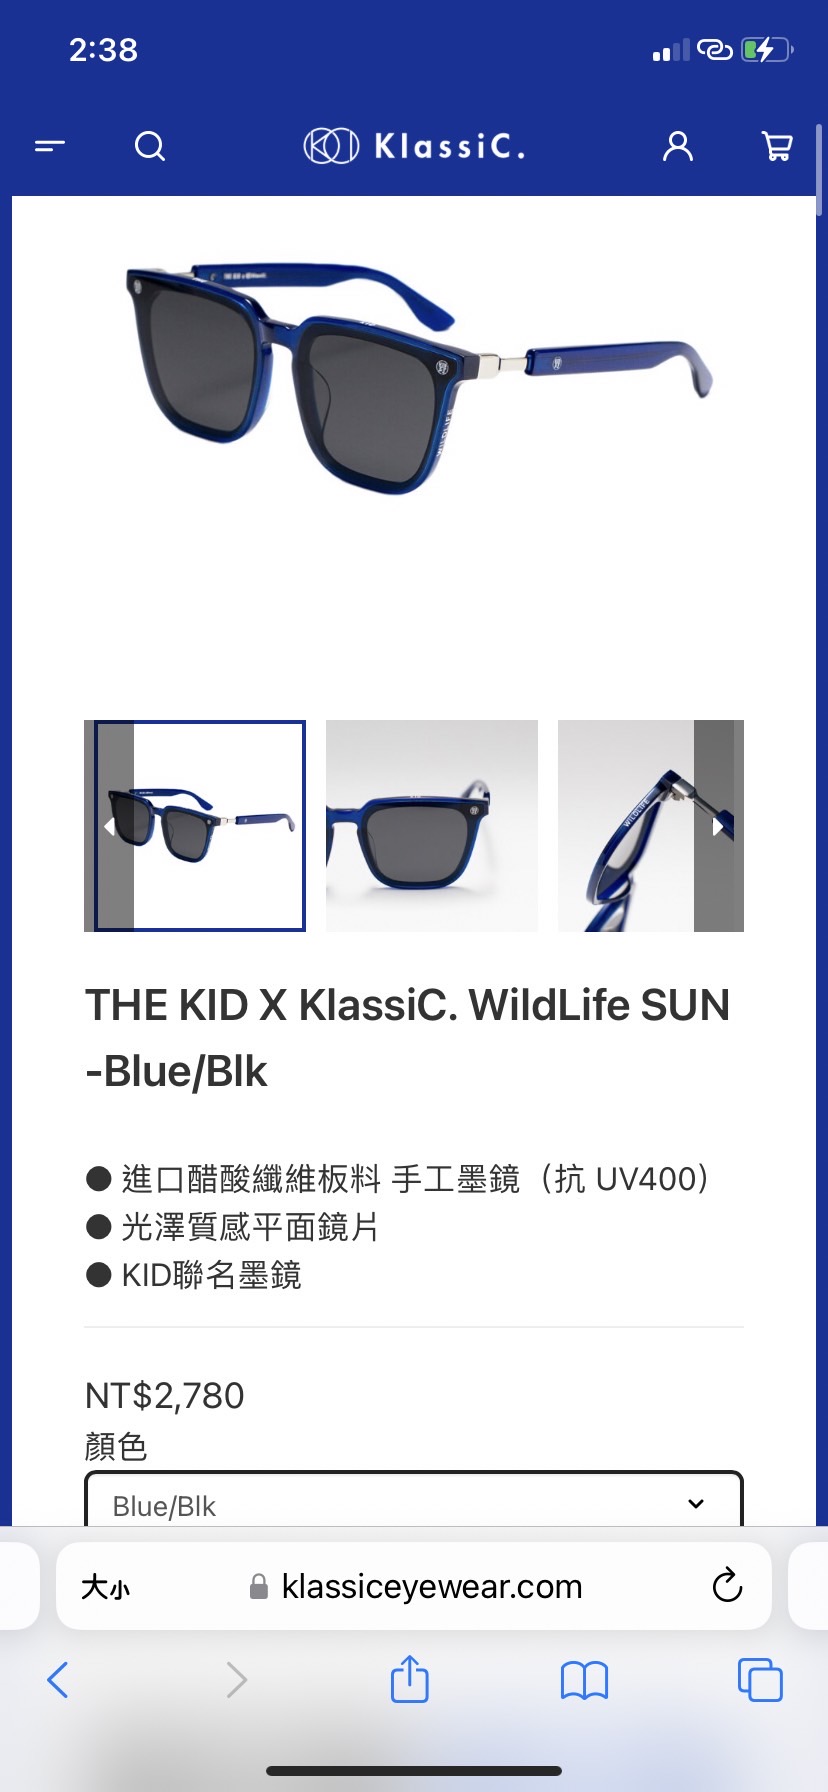 2:38
KlassiC.
WILDLIFE
WILDLIFE
THE KID X KlassiC. WildLife SUN
-Blue/Blk
● 進口醋酸纖維板料 手工墨鏡（抗 UV400）
● 光澤質感平面鏡片
● KID聯名墨鏡
NT$2,780
顏色
Blue/Blk
大小
klassiceyewear.com